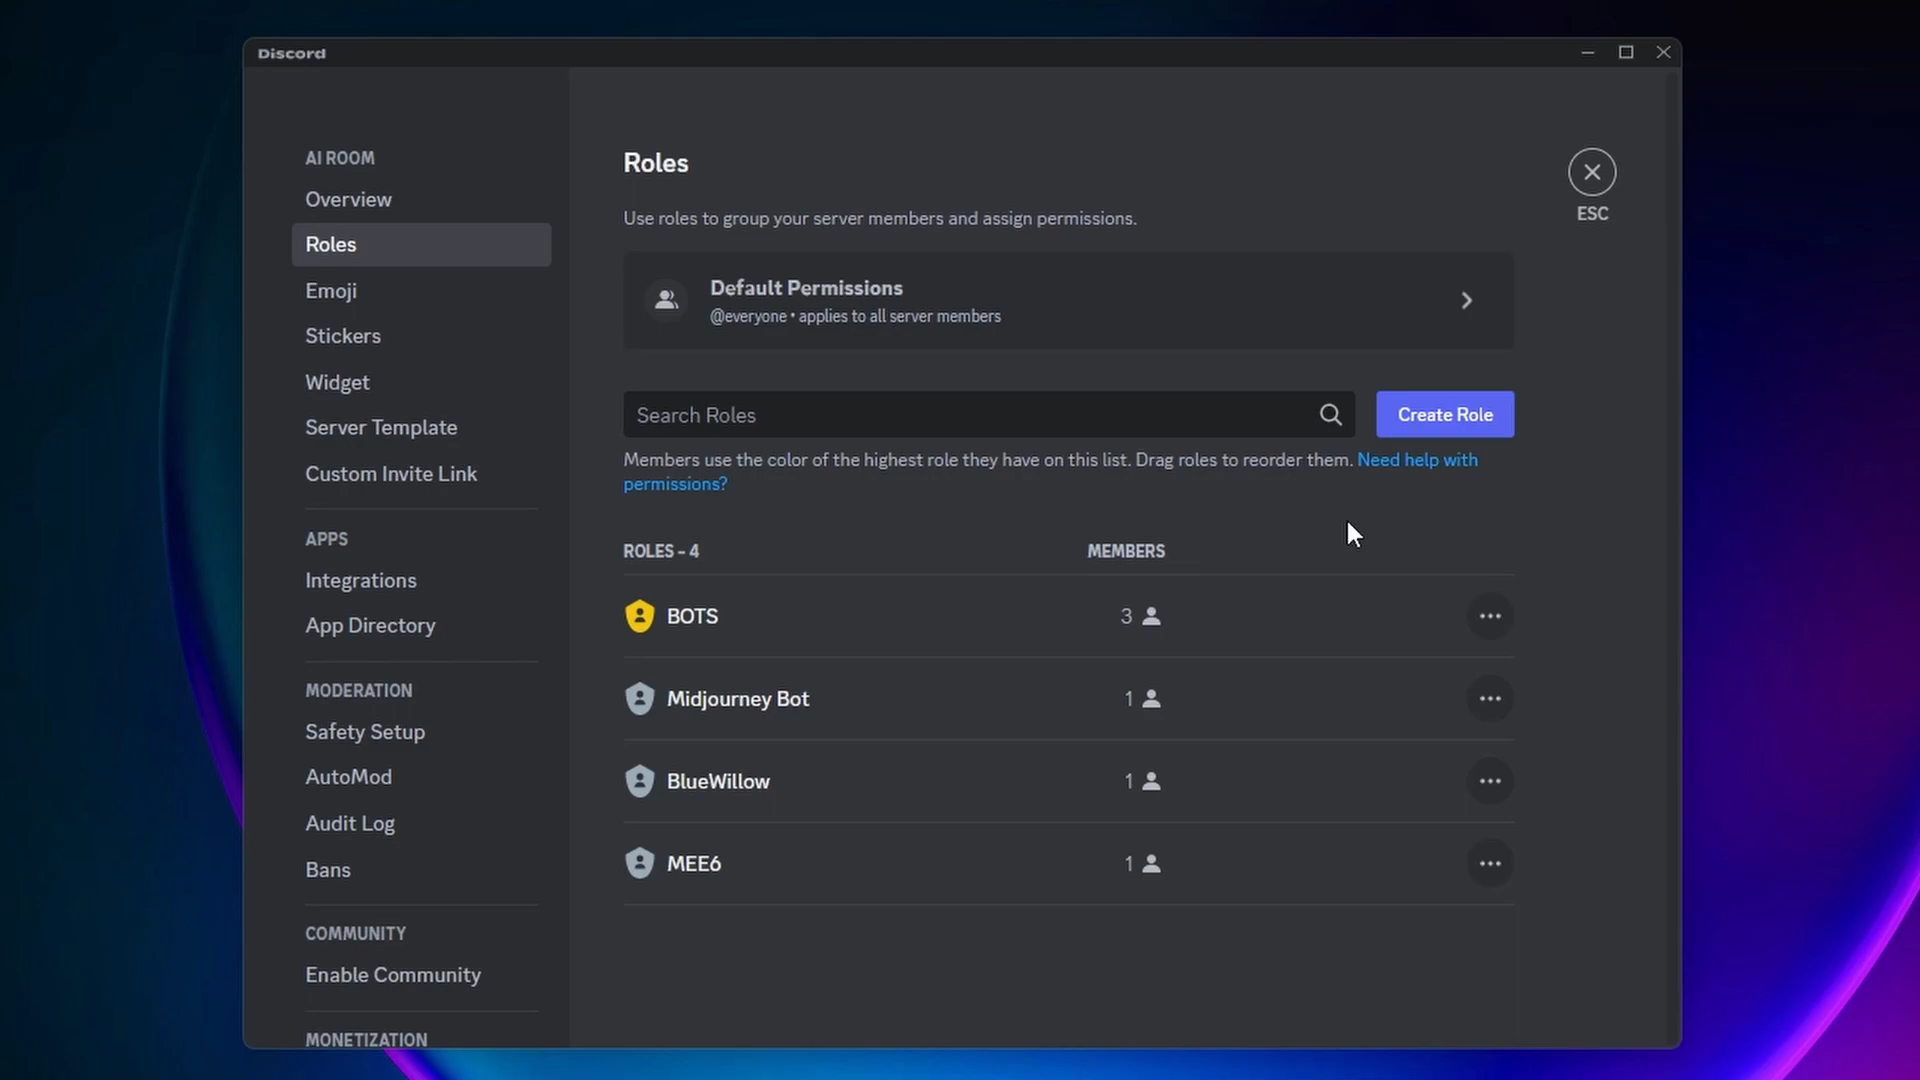 Discord
AI ROOM
Overview
Roles
Emoji
Stickers
Widget
Server Template
Custom Invite Link
APPS
Integrations
App Directory
MODERATION
Safety Setup
AutoMod
Audit Log
Bans
COMMUNITY
Enable Community
MONETIZATION
Roles
ESC
Use roles to group your server members and assign permissions.
Default Permissions
@everyone • applies to all server members
Search Roles
Create Role
Members use the color of the highest role they have on this list. Drag roles to reorder them. Need help with
permissions?
ROLES – 4 MEMBERS
BOTS 3
Midjourney Bot 1
BlueWillow 1
MEE6 1